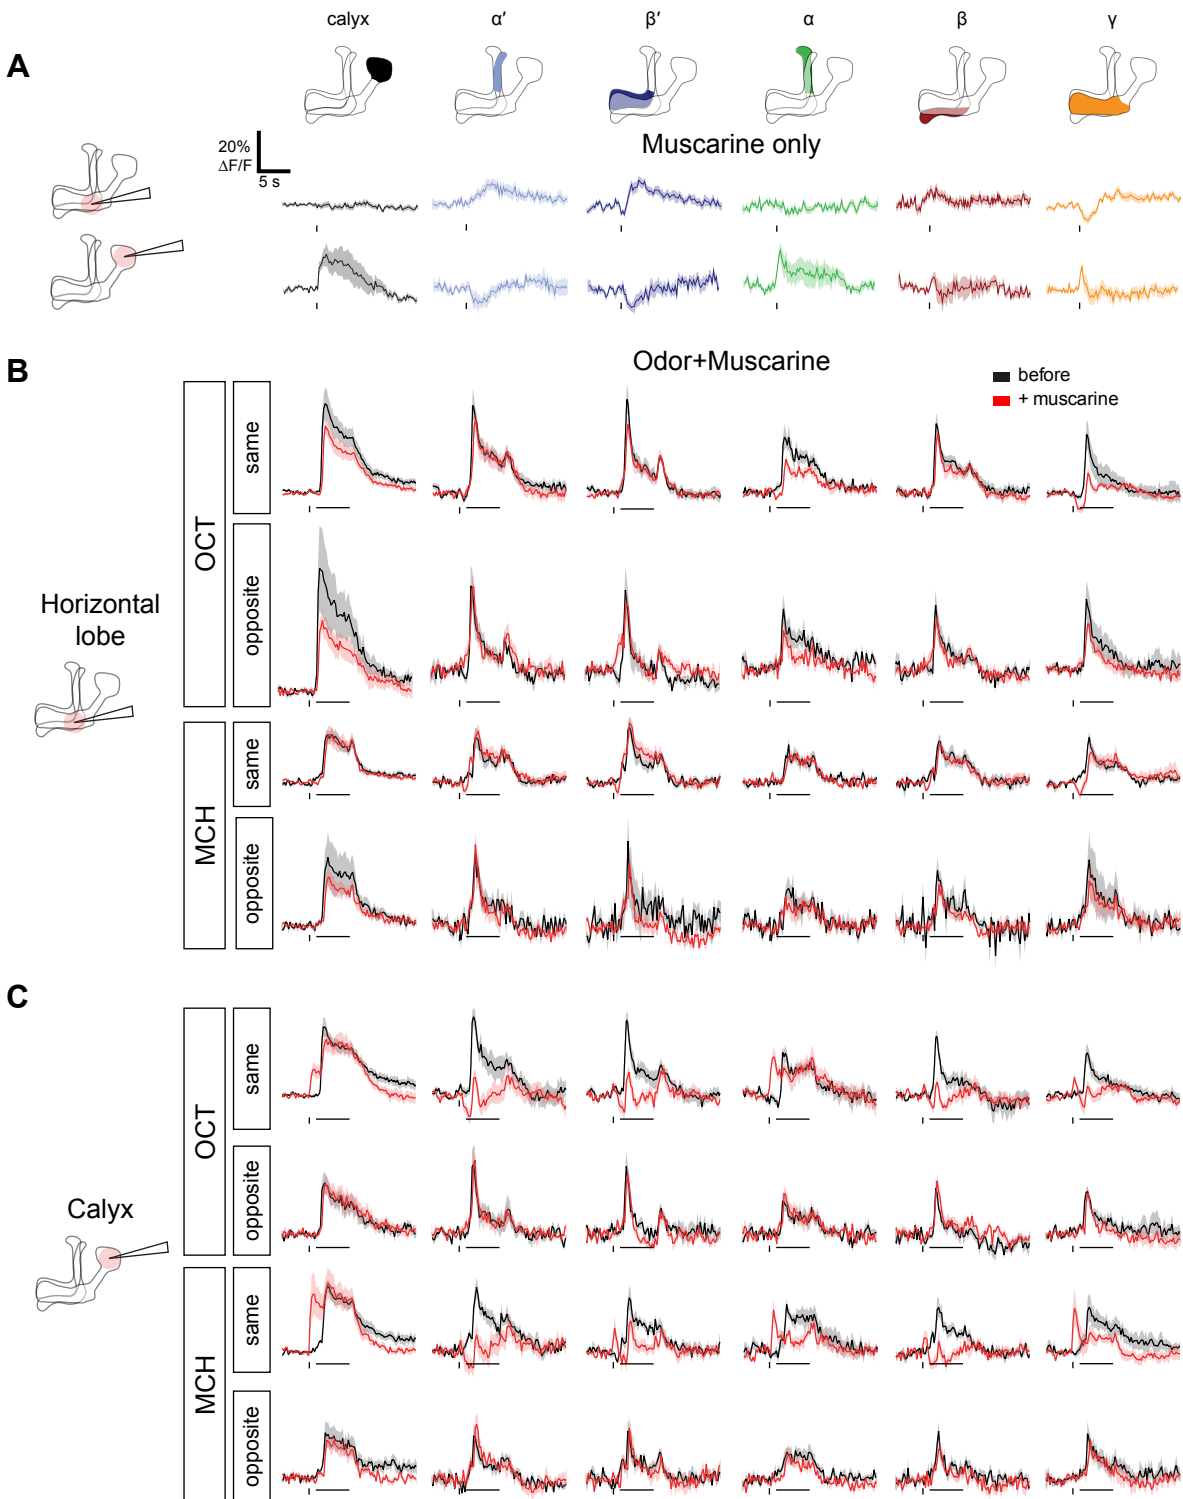 calyx α′ β′ α β γ
A
20%
ΔF/F
5 s
Muscarine only
B
Odor+Muscarine
before
+ muscarine
Horizontal
lobe
OCT
same
opposite
MCH
same
opposite
C
Calyx
OCT
same
opposite
MCH
same
opposite